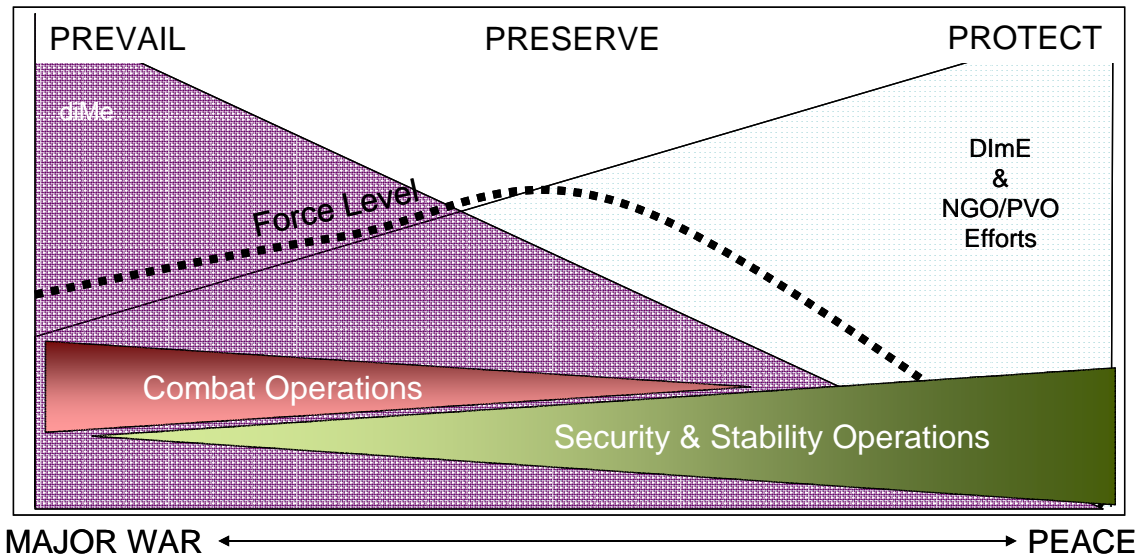 PREVAIL PRESERVE PROTECT
diMe
DImE
&
NGO/PVO
Efforts
Force Level
Combat Operations
Security & Stability Operations
MAJOR WAR PEACE